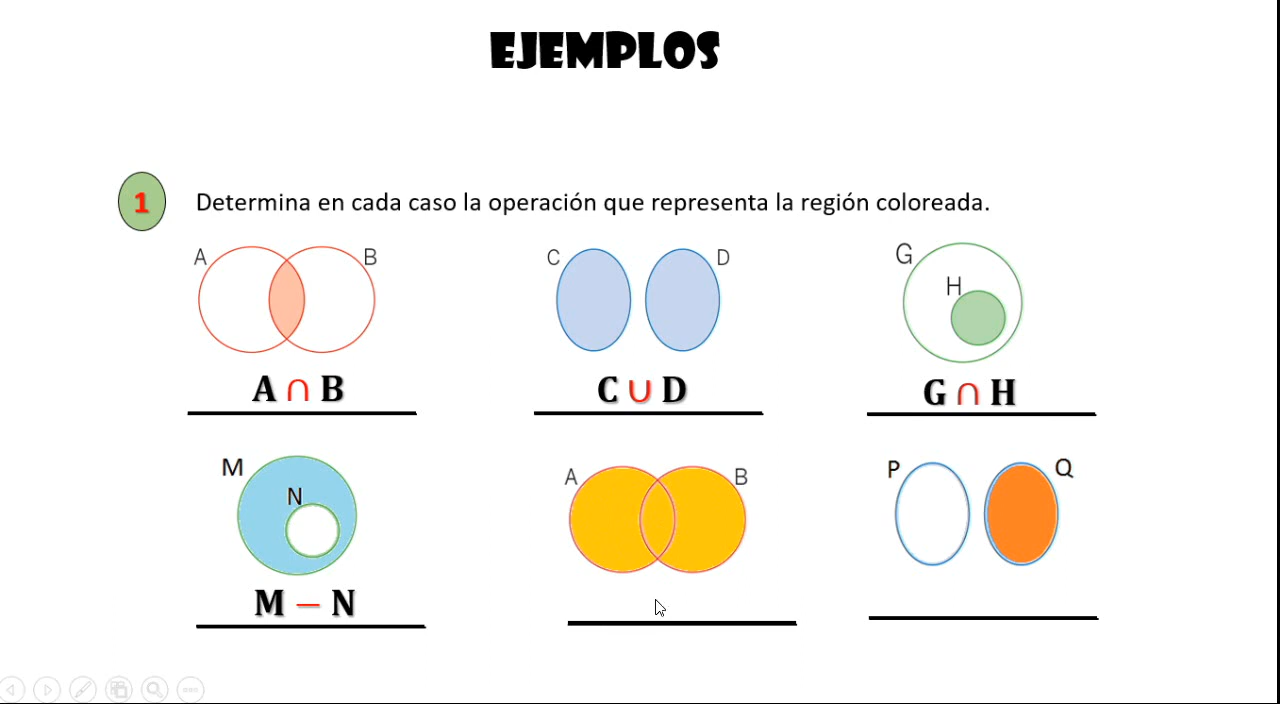 EJEMPLOS
1 Determina en cada caso la operación que representa la región coloreada.
A B
C D
G
H
A ∩ B
C ∪ D
G ∩ H
M
N
A B
P Q
M – N